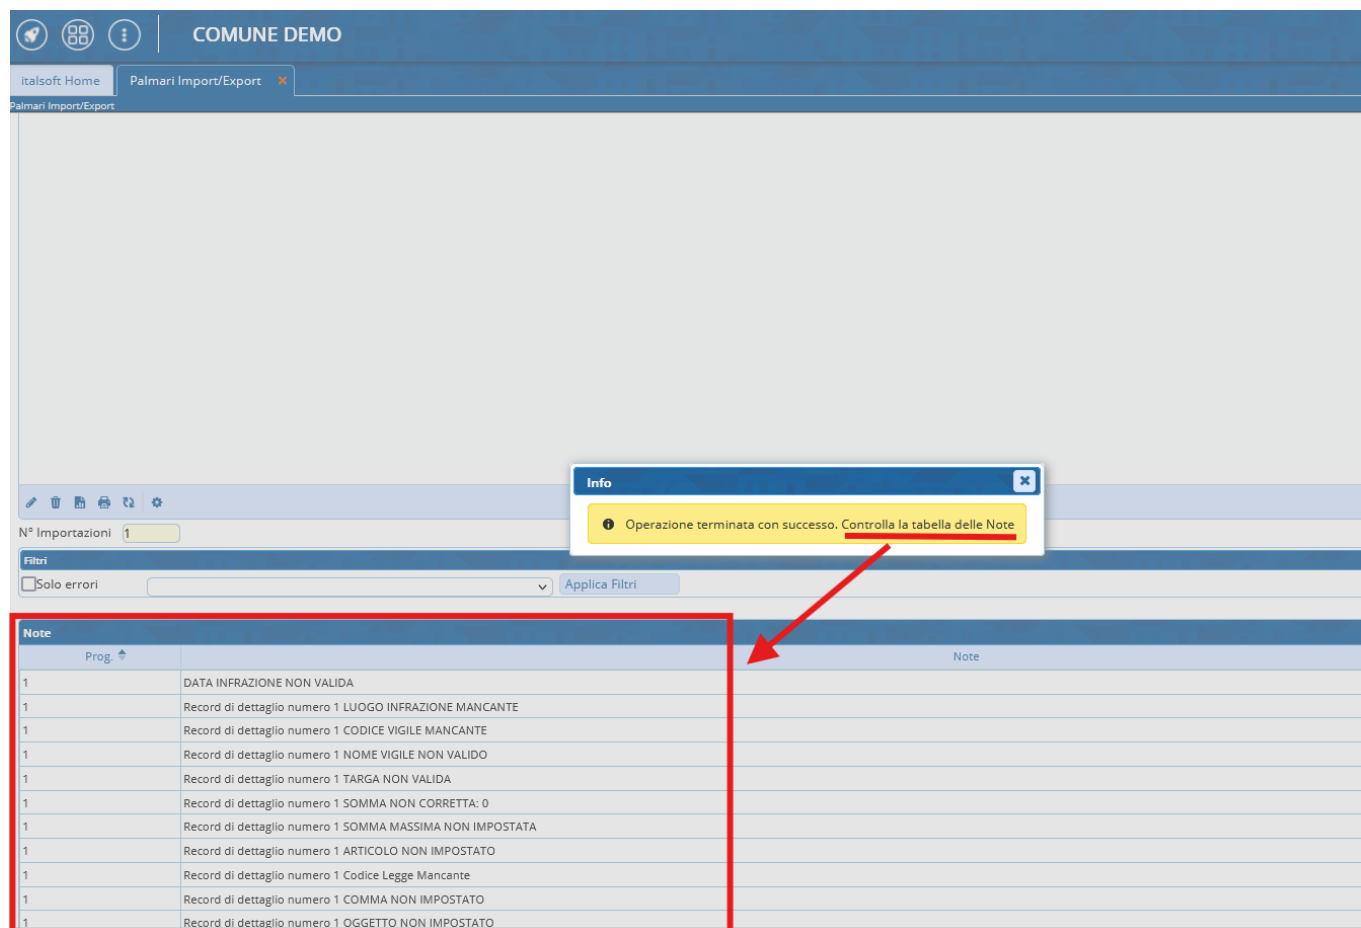 COMUNE DEMO
italsoft Home
Palmari Import/Export
Palmari Import/Export
Info
Operazione terminata con successo. Controlla la tabella delle Note
N° Importazioni 1
Filtri
Solo errori
Applica Filtri
Note
Prog. Note
1 DATA INFRAZIONE NON VALIDA
1 Record di dettaglio numero 1 LUOGO INFRAZIONE MANCANTE
1 Record di dettaglio numero 1 CODICE VIGILE MANCANTE
1 Record di dettaglio numero 1 NOME VIGILE NON VALIDO
1 Record di dettaglio numero 1 TARGA NON VALIDA
1 Record di dettaglio numero 1 SOMMA NON CORRETTA: 0
1 Record di dettaglio numero 1 SOMMA MASSIMA NON IMPOSTATA
1 Record di dettaglio numero 1 ARTICOLO NON IMPOSTATO
1 Record di dettaglio numero 1 Codice Legge Mancante
1 Record di dettaglio numero 1 COMMA NON IMPOSTATO
1 Record di dettaglio numero 1 OGGETTO NON IMPOSTATO